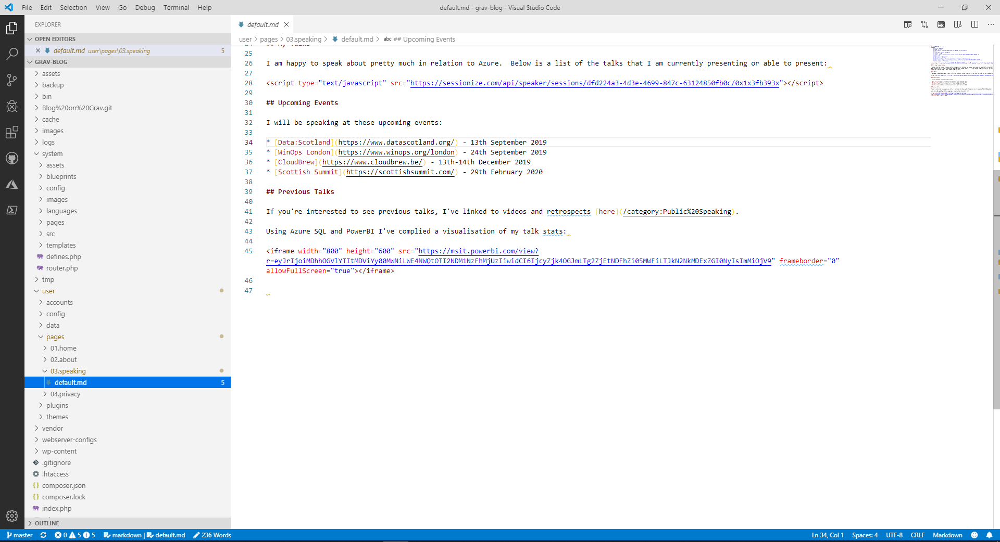 File Edit Selection View Go Debug Terminal Help
default.md - grav-blog - Visual Studio Code
EXPLORER
OPEN EDITORS
default.md user\pages\03.speaking 5
GRAV-BLOG
assets
backup
bin
Blog%20on%20Grav.git
cache
images
logs
system
assets
blueprints
config
images
languages
pages
src
templates
defines.php
router.php
tmp
user
accounts
config
data
pages
01.home
02.about
03.speaking
default.md 5
04.privacy
plugins
themes
vendor
webserver-configs
wp-content
.gitignore
.htaccess
composer.json
composer.lock
index.php
OUTLINE
default.md
user > pages > 03.speaking > default.md > abc ## Upcoming Events
24 ## My Talks
25
26 I am happy to speak about pretty much in relation to Azure.  Below is a list of the talks that I am currently presenting or able to present:
27
28 <script type="text/javascript" src="https://sessionize.com/api/speaker/sessions/dfd224a3-4d3e-4699-847c-63124850fb0c/0x1x3fb393x"></script>
29
30 ## Upcoming Events
31
32 I will be speaking at these upcoming events:
33
34 * [Data:Scotland](https://www.datascotland.org/) - 13th September 2019
35 * [WinOps London](https://www.winops.org/london) - 24th September 2019
36 * [CloudBrew](https://www.cloudbrew.be/) - 13th-14th December 2019
37 * [Scottish Summit](https://scottishsummit.com/) - 29th February 2020
38
39 ## Previous Talks
40
41 If you're interested to see previous talks, I've linked to videos and retrospects [here](/category:Public%20Speaking).
42
43 Using Azure SQL and PowerBI I've complied a visualisation of my talk stats:
44
45 <iframe width="800" height="600" src="https://msit.powerbi.com/view?
r=eyJrIjoiMDhhOGVlYTItMDViYy00MWNiLWE4NWQtOTI2NDM1NzFhMjUzIiwidCI6IjcyZjk4OGJmLTg2ZjEtNDFhZi05MWFiLTJkN2NkMDExZGI0NyIsImMiOjV9" frameborder="0"
allowFullScreen="true"></iframe>
46
47
master 0 5 5 markdown | default.md 236 Words
Ln 34, Col 1 Spaces: 4 UTF-8 CRLF Markdown